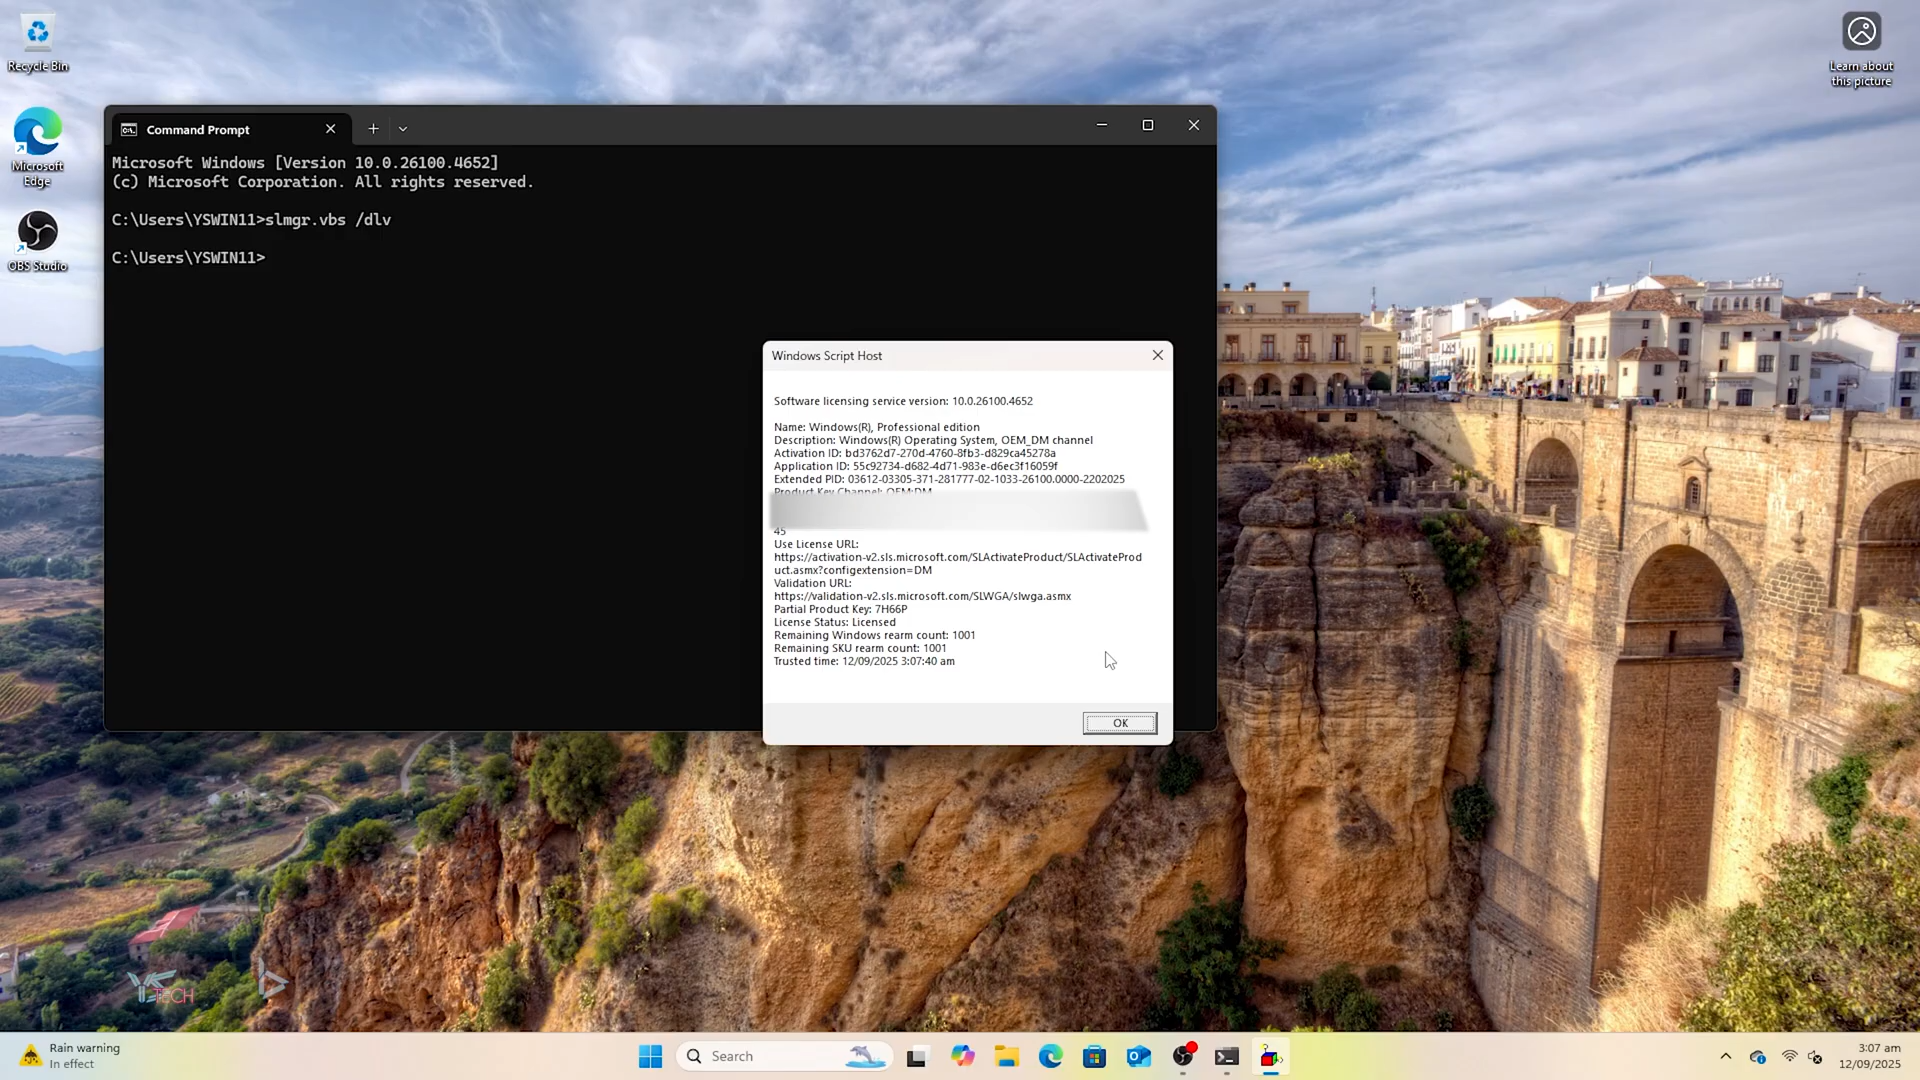 Recycle Bin
Learn about
this picture
Microsoft
Edge
OBS Studio
Command Prompt
Microsoft Windows [Version 10.0.26100.4652]
(c) Microsoft Corporation. All rights reserved.
C:\Users\YSWIN11>slmgr.vbs /dlv
C:\Users\YSWIN11>
Windows Script Host
Software licensing service version: 10.0.26100.4652
Name: Windows(R), Professional edition
Description: Windows(R) Operating System, OEM_DM channel
Activation ID: bd3762d7-270d-4760-8fb3-d829ca45278a
Application ID: 55c92734-d682-4d71-983e-d6ec3f16059f
Extended PID: 03612-03305-371-281777-02-1033-26100.0000-2202025
Product Key Channel: OEM:DM
45
Use License URL:
https://activation-v2.sls.microsoft.com/SLActivateProduct/SLActivateProd
uct.asmx?configextension=DM
Validation URL:
https://validation-v2.sls.microsoft.com/SLWGA/slwga.asmx
Partial Product Key: 7H66P
License Status: Licensed
Remaining Windows rearm count: 1001
Remaining SKU rearm count: 1001
Trusted time: 12/09/2025 3:07:40 am
OK
YS TECH
Rain warning
In effect
Search
3:07 am
12/09/2025